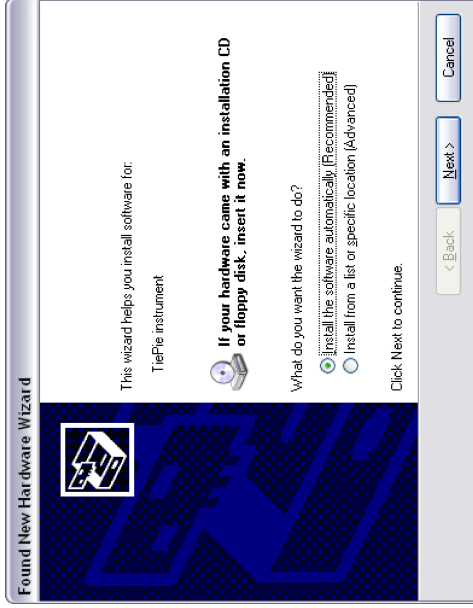 Found New Hardware Wizard
This wizard helps you install software for:
TiePie instrument
If your hardware came with an installation CD
or floppy disk, insert it now.
What do you want the wizard to do?
Install the software automatically (Recommended)
Install from a list or specific location (Advanced)
Click Next to continue.
< Back
Next >
Cancel